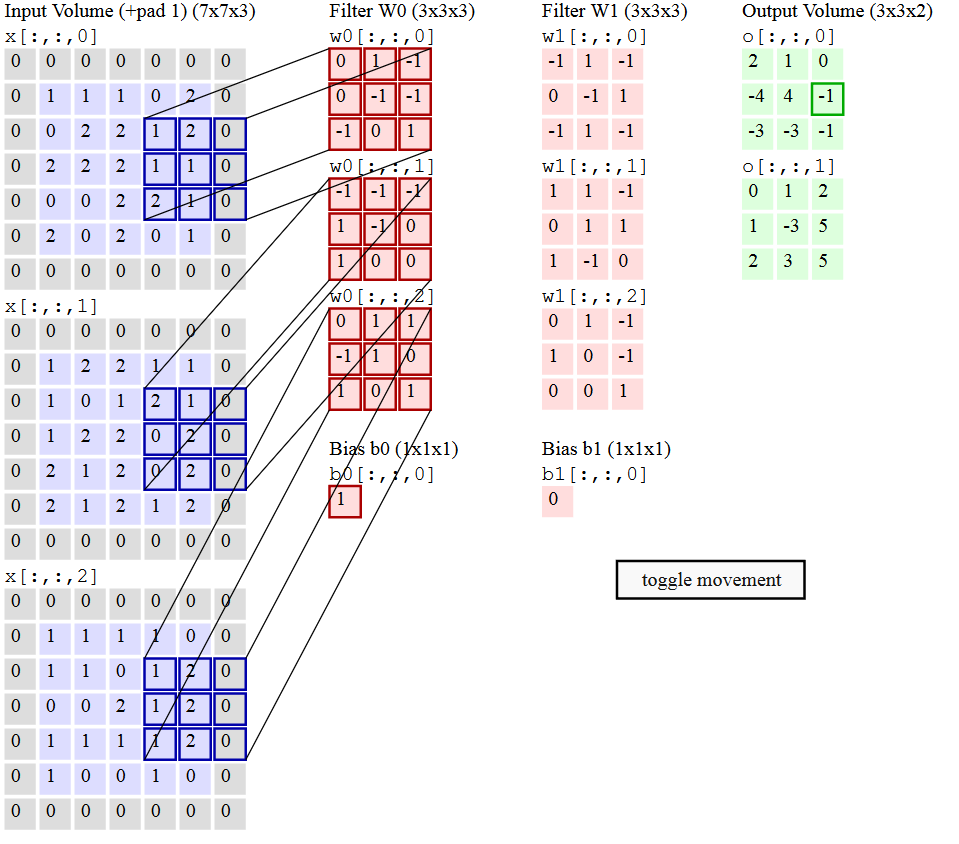 Input Volume (+pad 1) (7x7x3)
x[:,:,0]
0 0 0 0 0 0 0
0 1 1 1 0 2 0
0 0 2 2 1 2 0
0 2 2 2 1 1 0
0 0 0 2 2 1 0
0 2 0 2 0 1 0
0 0 0 0 0 0 0
x[:,:,1]
0 0 0 0 0 0 0
0 1 2 2 1 1 0
0 1 0 1 2 1 0
0 1 2 2 0 2 0
0 2 1 2 0 2 0
0 2 1 2 1 2 0
0 0 0 0 0 0 0
x[:,:,2]
0 0 0 0 0 0 0
0 1 1 1 1 0 0
0 1 1 0 1 2 0
0 0 0 2 1 2 0
0 1 1 1 1 2 0
0 1 0 0 1 0 0
0 0 0 0 0 0 0
Filter W0 (3x3x3)
w0[:,:,0]
0 1 -1
0 -1 -1
-1 0 1
w0[:,:,1]
-1 -1 -1
1 -1 0
1 0 0
w0[:,:,2]
0 1 1
-1 1 0
1 0 1
Bias b0 (1x1x1)
b0[:,:,0]
1
Filter W1 (3x3x3)
w1[:,:,0]
-1 1 -1
0 -1 1
-1 1 -1
w1[:,:,1]
1 1 -1
0 1 1
1 -1 0
w1[:,:,2]
0 1 -1
1 0 -1
0 0 1
Bias b1 (1x1x1)
b1[:,:,0]
0
Output Volume (3x3x2)
o[:,:,0]
2 1 0
-4 4 -1
-3 -3 -1
o[:,:,1]
0 1 2
1 -3 5
2 3 5
toggle movement